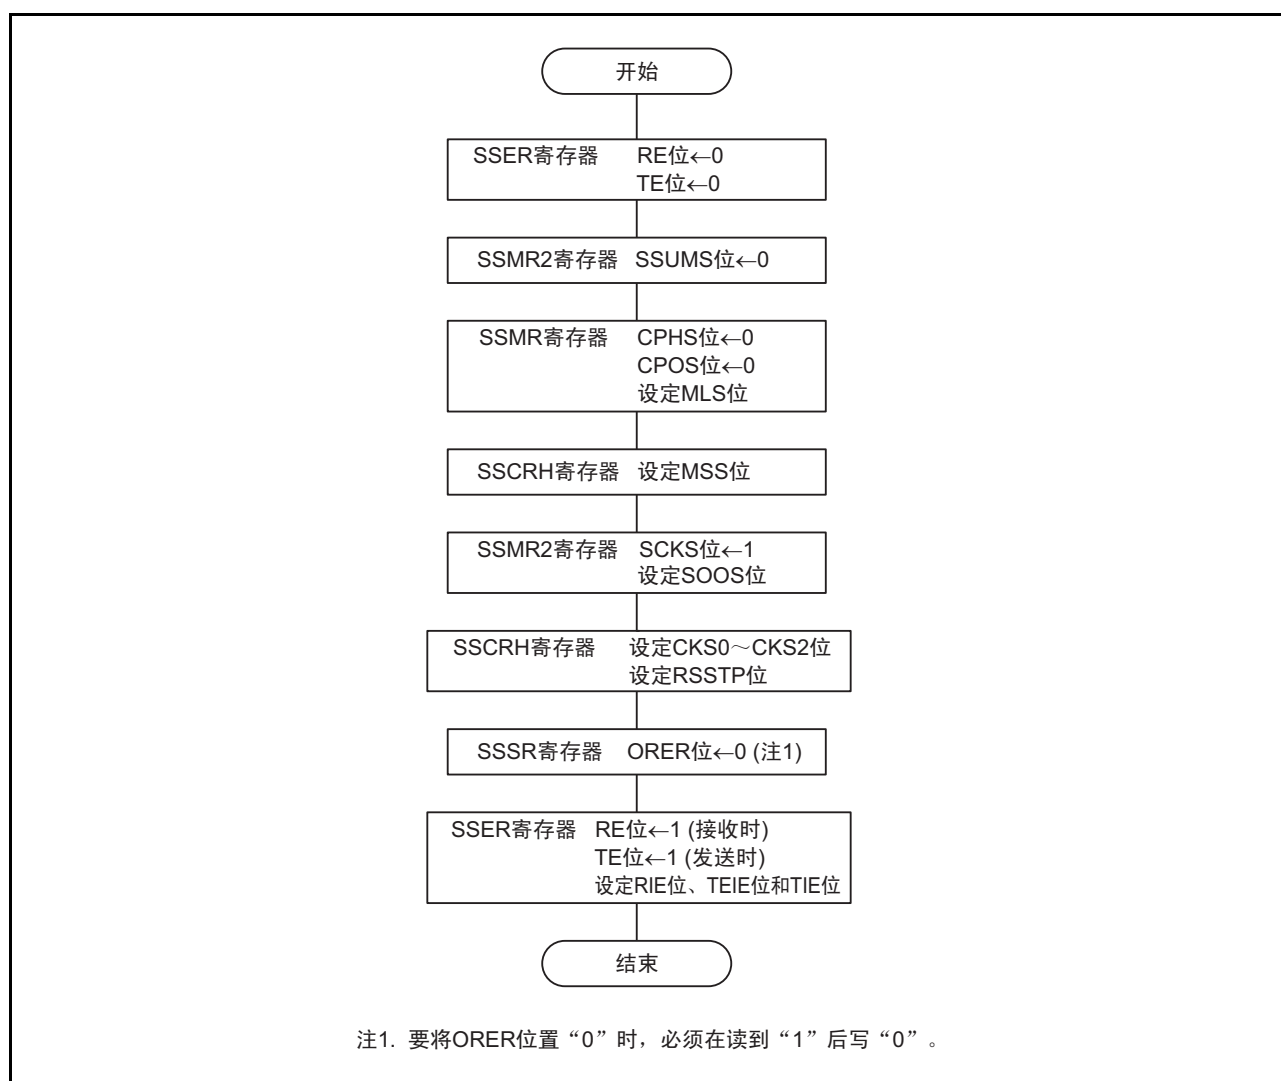 开始
SSER寄存器 RE位←0
TE位←0
SSMR2寄存器 SSUMS位←0
SSMR寄存器 CPHS位←0
CPOS位←0
设定MLS位
SSCRH寄存器 设定MSS位
SSMR2寄存器 SCKS位←1
设定SOOS位
SSCRH寄存器 设定CKS0～CKS2位
设定RSSTP位
SSSR寄存器 ORER位←0 (注1)
SSER寄存器 RE位←1 (接收时)
TE位←1 (发送时)
设定RIE位、TEIE位和TIE位
结束
注1. 要将ORER位置“0”时，必须在读到“1”后写“0”。